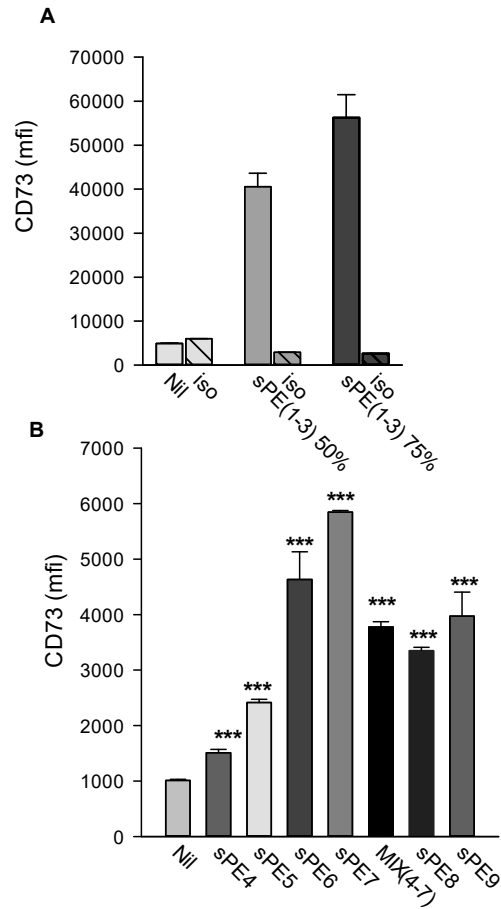 A
CD73 (mfi)
70000
60000
50000
40000
30000
20000
10000
0
Nil
iso
sPE(1-3) 50%
iso
sPE(1-3) 75%
iso
B
CD73 (mfi)
7000
6000
5000
4000
3000
2000
1000
0
***
***
***
***
***
***
***
Nil
sPE4
sPE5
sPE6
sPE7
MIX(4-7)
sPE8
sPE9